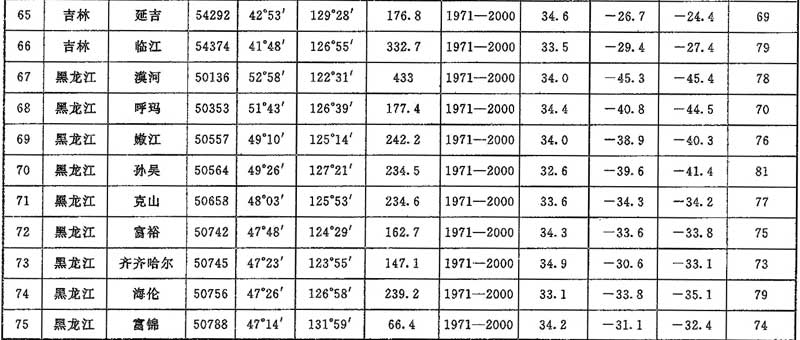 65 吉林 延吉 54292 42°53′ 129°28′ 176.8 1971—2000 34.6 －26.7 －24.4 69
66 吉林 临江 54374 41°48′ 126°55′ 332.7 1971—2000 33.5 －29.4 －27.4 79
67 黑龙江 漠河 50136 52°58′ 122°31′ 433 1971—2000 34.0 －45.3 －45.4 78
68 黑龙江 呼玛 50353 51°43′ 126°39′ 177.4 1971—2000 34.4 －40.8 －44.5 70
69 黑龙江 嫩江 50557 49°10′ 125°14′ 242.2 1971—2000 34.0 －38.9 －40.3 76
70 黑龙江 孙吴 50564 49°26′ 127°21′ 234.5 1971—2000 32.6 －39.6 －41.4 81
71 黑龙江 克山 50658 48°03′ 125°53′ 234.6 1971—2000 33.6 －34.3 －34.2 77
72 黑龙江 富裕 50742 47°48′ 124°29′ 162.7 1971—2000 34.3 －33.6 －33.8 75
73 黑龙江 齐齐哈尔 50745 47°23′ 123°55′ 147.1 1971—2000 34.9 －30.6 －33.1 73
74 黑龙江 海伦 50756 47°26′ 126°58′ 239.2 1971—2000 33.1 －33.8 －35.1 79
75 黑龙江 富锦 50788 47°14′ 131°59′ 66.4 1971—2000 34.2 －31.1 －32.4 74